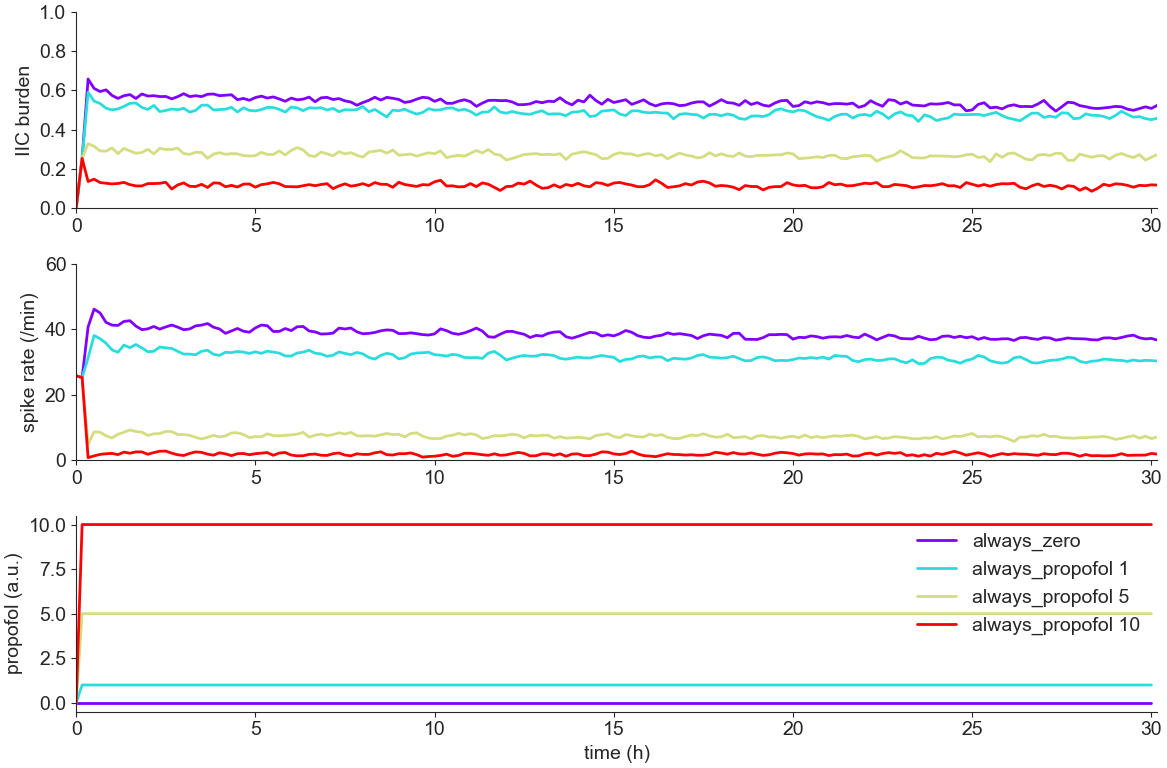 IIC burden
1.0
0.8
0.6
0.4
0.2
0.0
0 5 10 15 20 25 30
spike rate (/min)
60
40
20
0
0 5 10 15 20 25 30
propofol (a.u.)
10.0
7.5
5.0
2.5
0.0
always_zero
always_propofol 1
always_propofol 5
always_propofol 10
0 5 10 15 20 25 30
time (h)